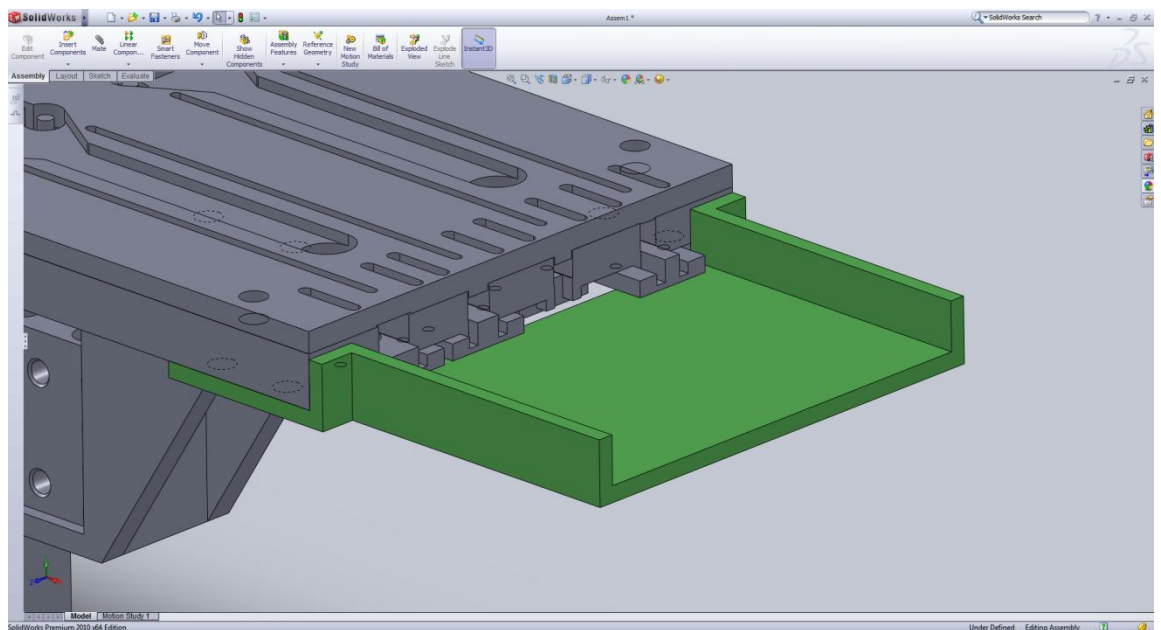 SolidWorks
Assem1 *
SolidWorks Search
Edit Component
Insert Components
Mate
Linear Compon...
Smart Fasteners
Move Component
Show Hidden Components
Assembly Features
Reference Geometry
New Motion Study
Bill of Materials
Exploded View
Explode Line Sketch
Instant3D
Assembly Layout Sketch Evaluate
Model Motion Study 1
SolidWorks Premium 2010 x64 Edition
Under Defined Editing Assembly